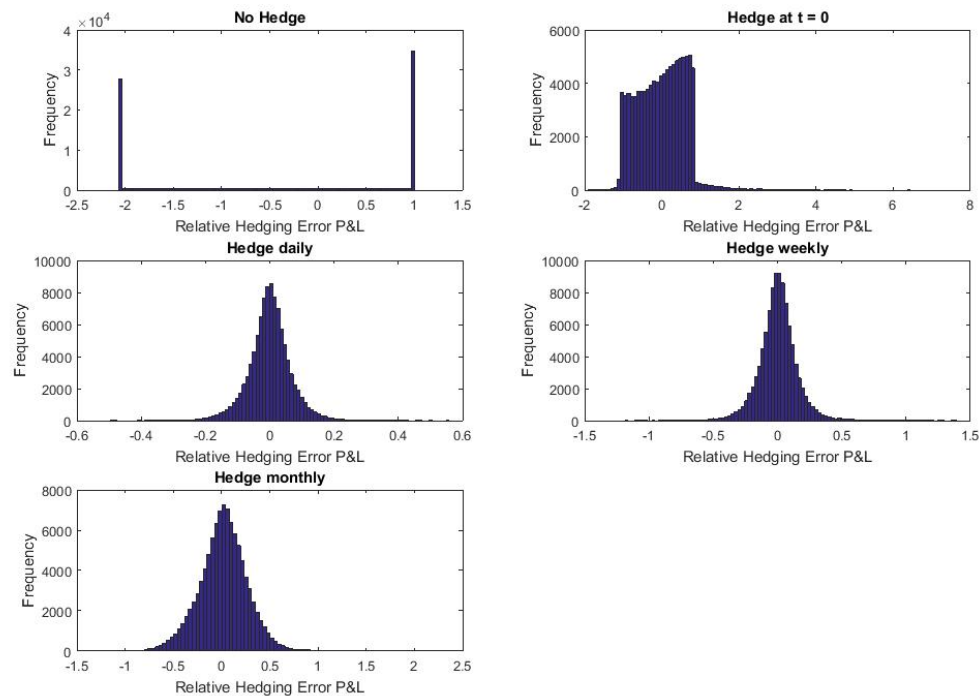 No Hedge
×10⁴
4
3
2
1
0
Frequency
-2.5 -2 -1.5 -1 -0.5 0 0.5 1 1.5
Relative Hedging Error P&L
Hedge at t = 0
6000
4000
2000
0
Frequency
-2 0 2 4 6 8
Relative Hedging Error P&L
Hedge daily
10000
8000
6000
4000
2000
0
Frequency
-0.6 -0.4 -0.2 0 0.2 0.4 0.6
Relative Hedging Error P&L
Hedge weekly
10000
8000
6000
4000
2000
0
Frequency
-1.5 -1 -0.5 0 0.5 1 1.5
Relative Hedging Error P&L
Hedge monthly
8000
6000
4000
2000
0
Frequency
-1.5 -1 -0.5 0 0.5 1 1.5 2 2.5
Relative Hedging Error P&L